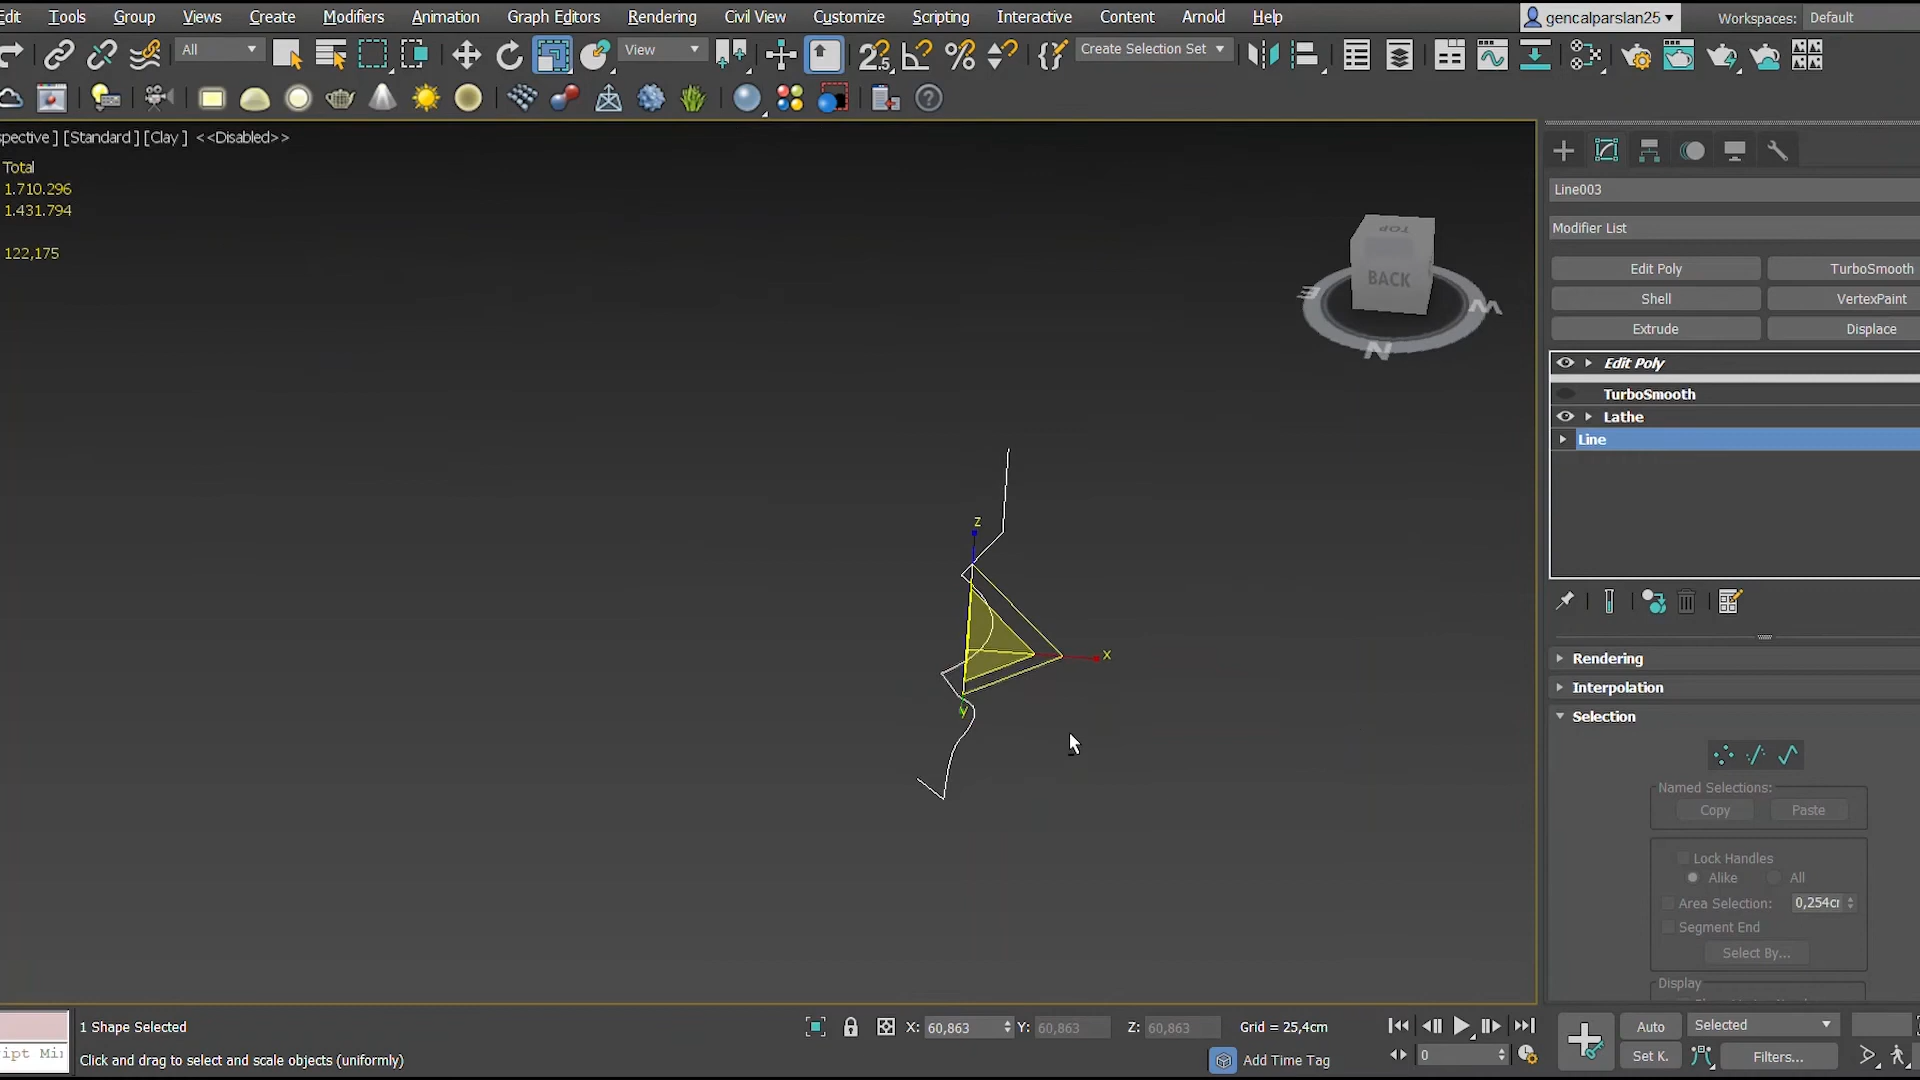 Edit Tools Group Views Create Modifiers Animation Graph Editors Rendering Civil View Customize Scripting Interactive Content Arnold Help
gencalparslan25 Workspaces: Default
All View Create Selection Set
spective ] [Standard ] [Clay ] <<Disabled>>
Total
1.710.296
1.431.794
122,175
TOP
BACK
E
W
N
z
x
y
Line003
Modifier List
Edit Poly TurboSmooth
Shell VertexPaint
Extrude Displace
Edit Poly
TurboSmooth
Lathe
Line
Rendering
Interpolation
Selection
Named Selections:
Copy Paste
Lock Handles
Alike All
Area Selection: 0,254cr
Segment End
Select By...
Display
1 Shape Selected
X: 60,863 Y: 60,863 Z: 60,863 Grid = 25,4cm
Auto Selected
ipt Mi
Click and drag to select and scale objects (uniformly)
Add Time Tag
0
Set K. Filters...